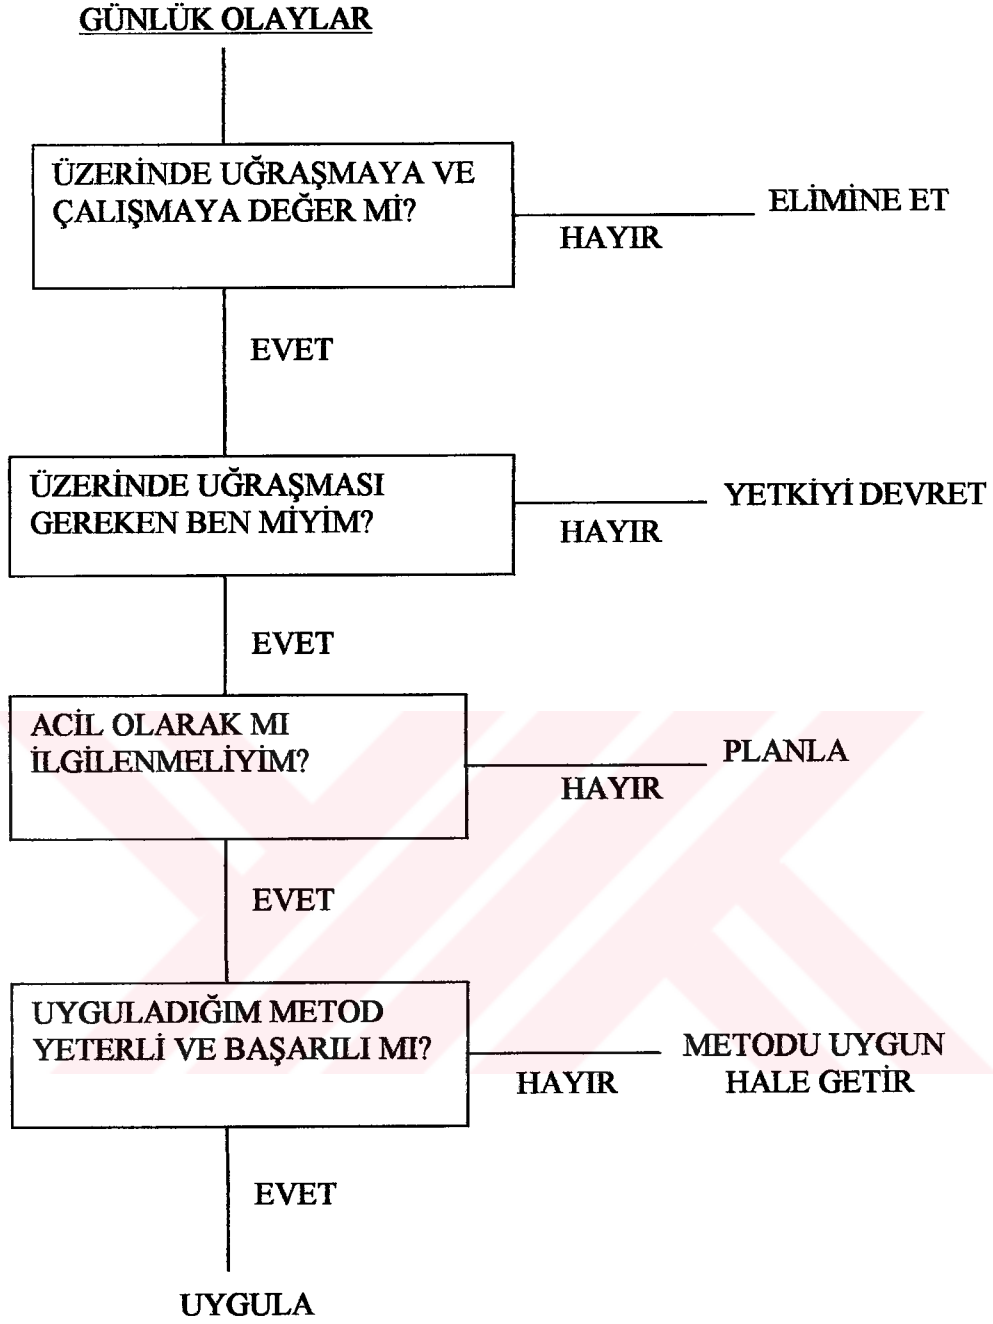 GÜNLÜK OLAYLAR
ÜZERİNDE UĞRAŞMAYA VE
ÇALIŞMAYA DEĞER Mİ?
ELİMİNE ET
HAYIR
EVET
ÜZERİNDE UĞRAŞMASI
GEREKEN BEN MİYİM?
YETKİYİ DEVRET
HAYIR
EVET
ACİL OLARAK MI
İLGİLENMELİYİM?
PLANLA
HAYIR
EVET
UYGULADIĞIM METOD
YETERLİ VE BAŞARILI MI?
METODU UYGUN
HALE GETİR
HAYIR
EVET
UYGULA